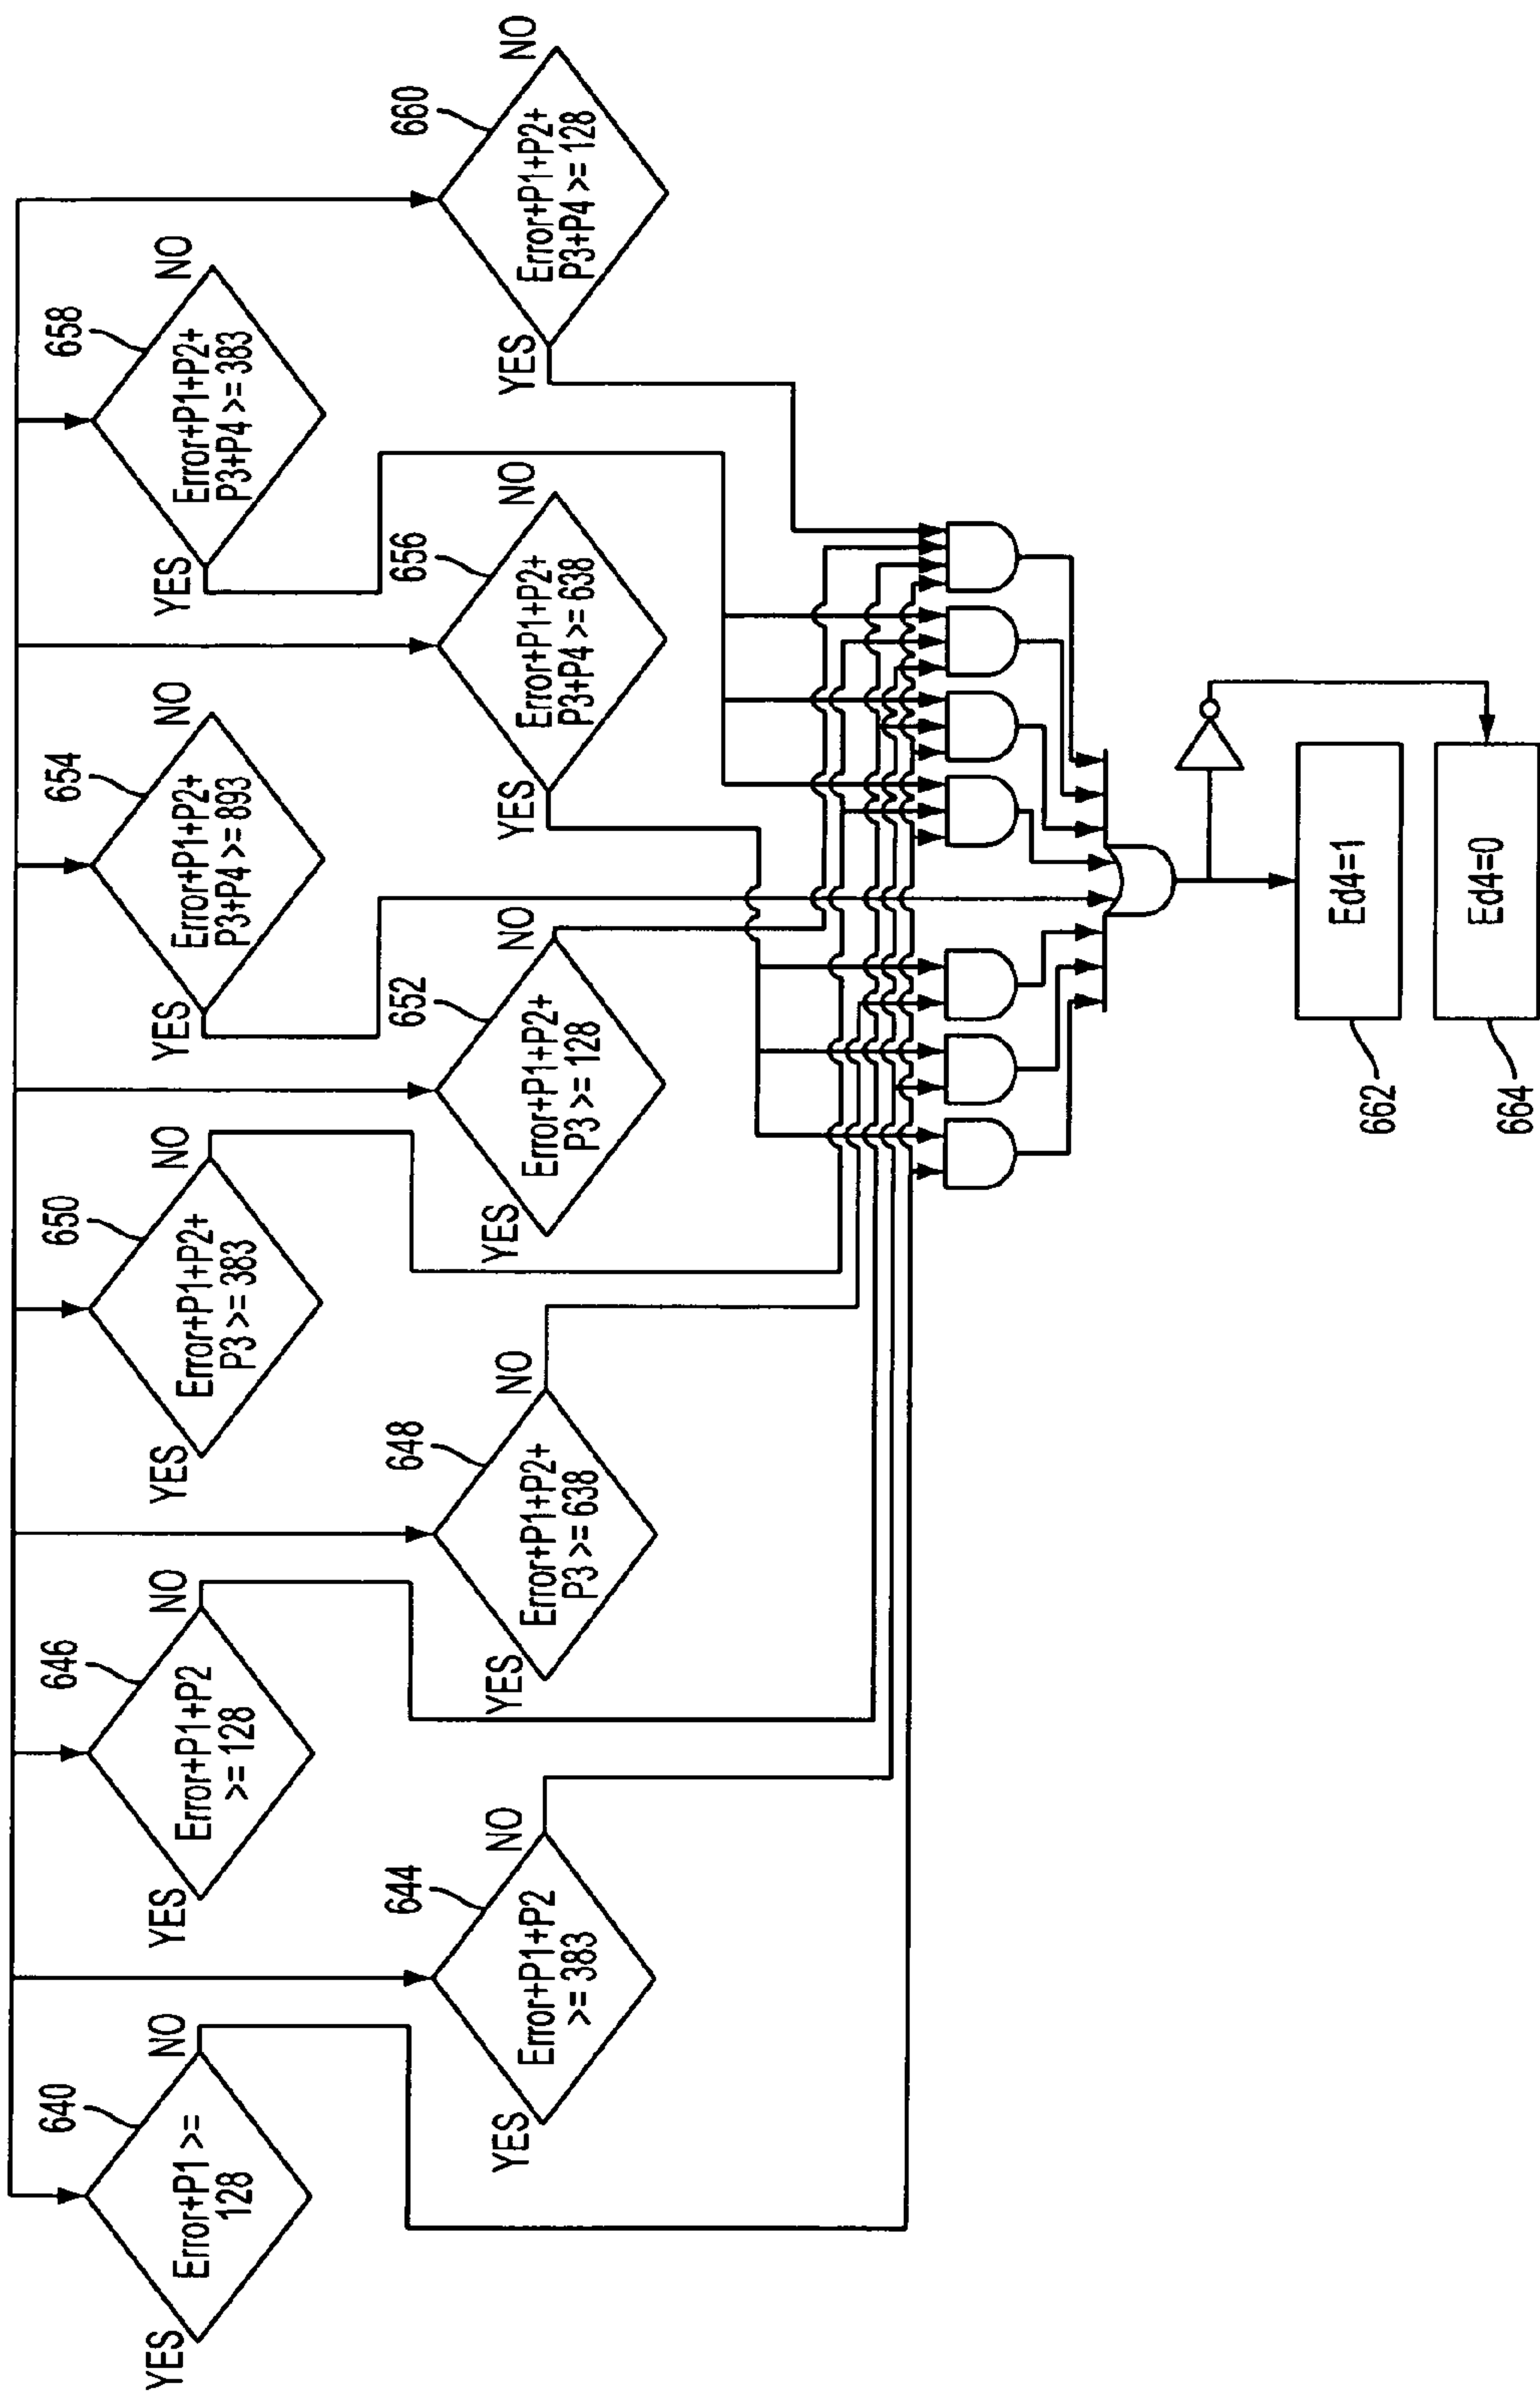 640
Error+P1 >=
128
YES
NO
644
Error+P1+P2
>= 383
YES
NO
646
Error+P1+P2
>= 128
YES
NO
648
Error+P1+P2+
P3 >= 638
YES
NO
650
Error+P1+P2+
P3 >= 383
YES
NO
652
Error+P1+P2+
P3 >= 128
YES
NO
654
Error+P1+P2+
P3+P4 >= 893
YES
NO
656
Error+P1+P2+
P3+P4 >= 638
YES
NO
658
Error+P1+P2+
P3+P4 >= 383
YES
NO
660
Error+P1+P2+
P3+P4 >= 128
YES
NO
Ed4=1
662
Ed4=0
664